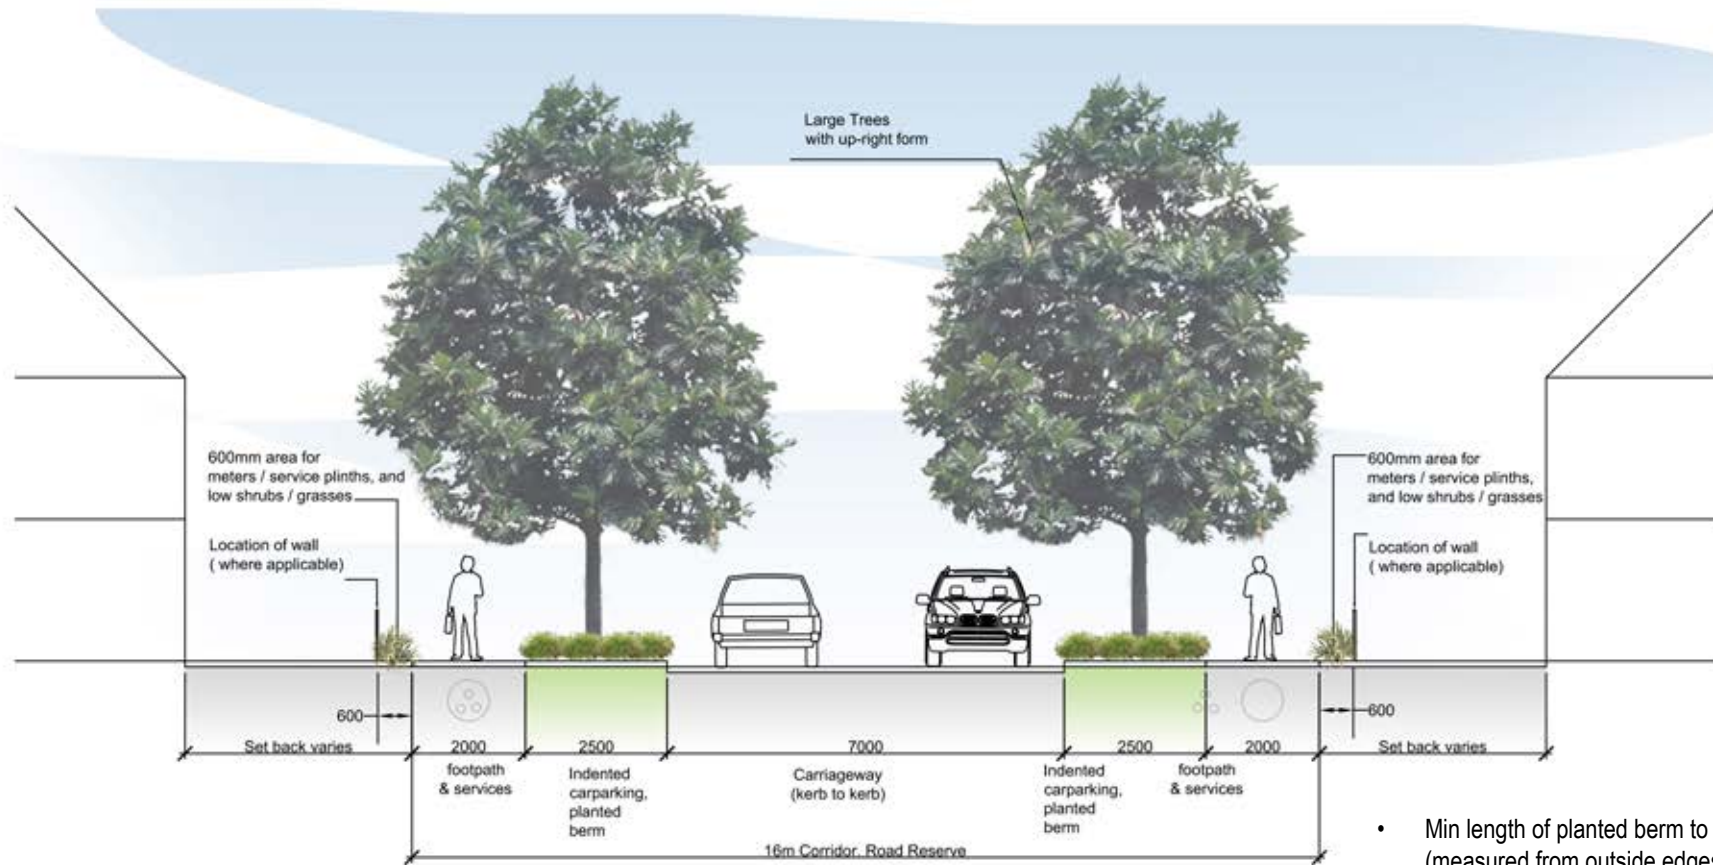 Large Trees
with up-right form
600mm area for
meters / service plinths, and
low shrubs / grasses
Location of wall
( where applicable)
600mm area for
meters / service plinths,
and low shrubs / grasses
Location of wall
( where applicable)
600
600
Set back varies
2000
2500
7000
2500
2000
Set back varies
footpath
& services
Indented
carparking,
planted
berm
Carriageway
(kerb to kerb)
Indented
carparking,
planted
berm
footpath
& services
16m Corridor. Road Reserve
• Min length of planted berm to
(measured from outside edges